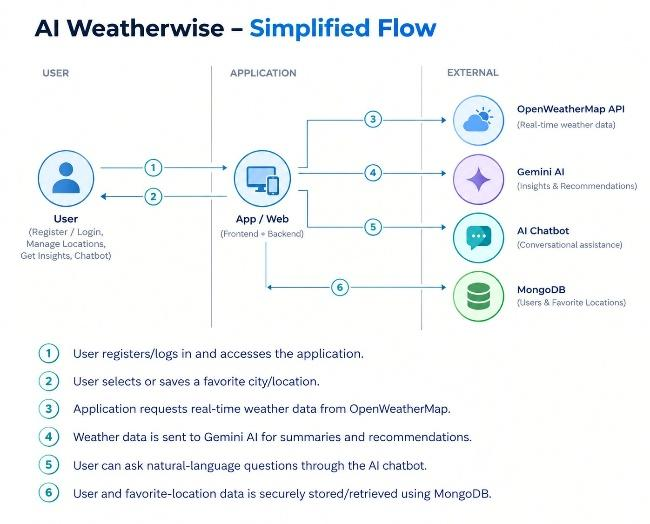 AI Weatherwise – Simplified Flow
USER
APPLICATION
EXTERNAL
OpenWeatherMap API
(Real-time weather data)
3
Gemini AI
(Insights & Recommendations)
1
4
2
User
(Register / Login,
Manage Locations,
Get Insights, Chatbot)
App / Web
(Frontend + Backend)
5
AI Chatbot
(Conversational assistance)
6
MongoDB
(Users & Favorite Locations)
1 User registers/logs in and accesses the application.
2 User selects or saves a favorite city/location.
3 Application requests real-time weather data from OpenWeatherMap.
4 Weather data is sent to Gemini AI for summaries and recommendations.
5 User can ask natural-language questions through the AI chatbot.
6 User and favorite-location data is securely stored/retrieved using MongoDB.